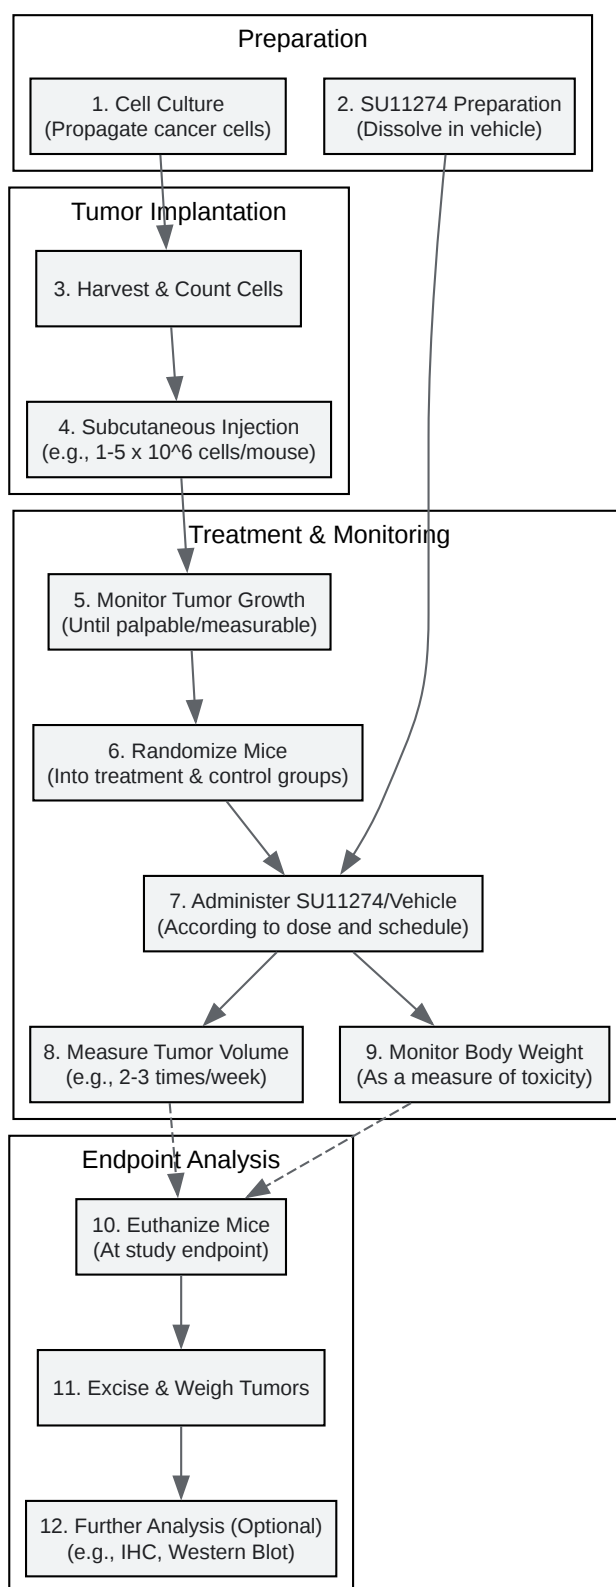 Preparation
1. Cell Culture
(Propagate cancer cells)
2. SU11274 Preparation
(Dissolve in vehicle)
Tumor Implantation
3. Harvest & Count Cells
4. Subcutaneous Injection
(e.g., 1-5 x 10^6 cells/mouse)
Treatment & Monitoring
5. Monitor Tumor Growth
(Until palpable/measurable)
6. Randomize Mice
(Into treatment & control groups)
7. Administer SU11274/Vehicle
(According to dose and schedule)
8. Measure Tumor Volume
(e.g., 2-3 times/week)
9. Monitor Body Weight
(As a measure of toxicity)
Endpoint Analysis
10. Euthanize Mice
(At study endpoint)
11. Excise & Weigh Tumors
12. Further Analysis (Optional)
(e.g., IHC, Western Blot)